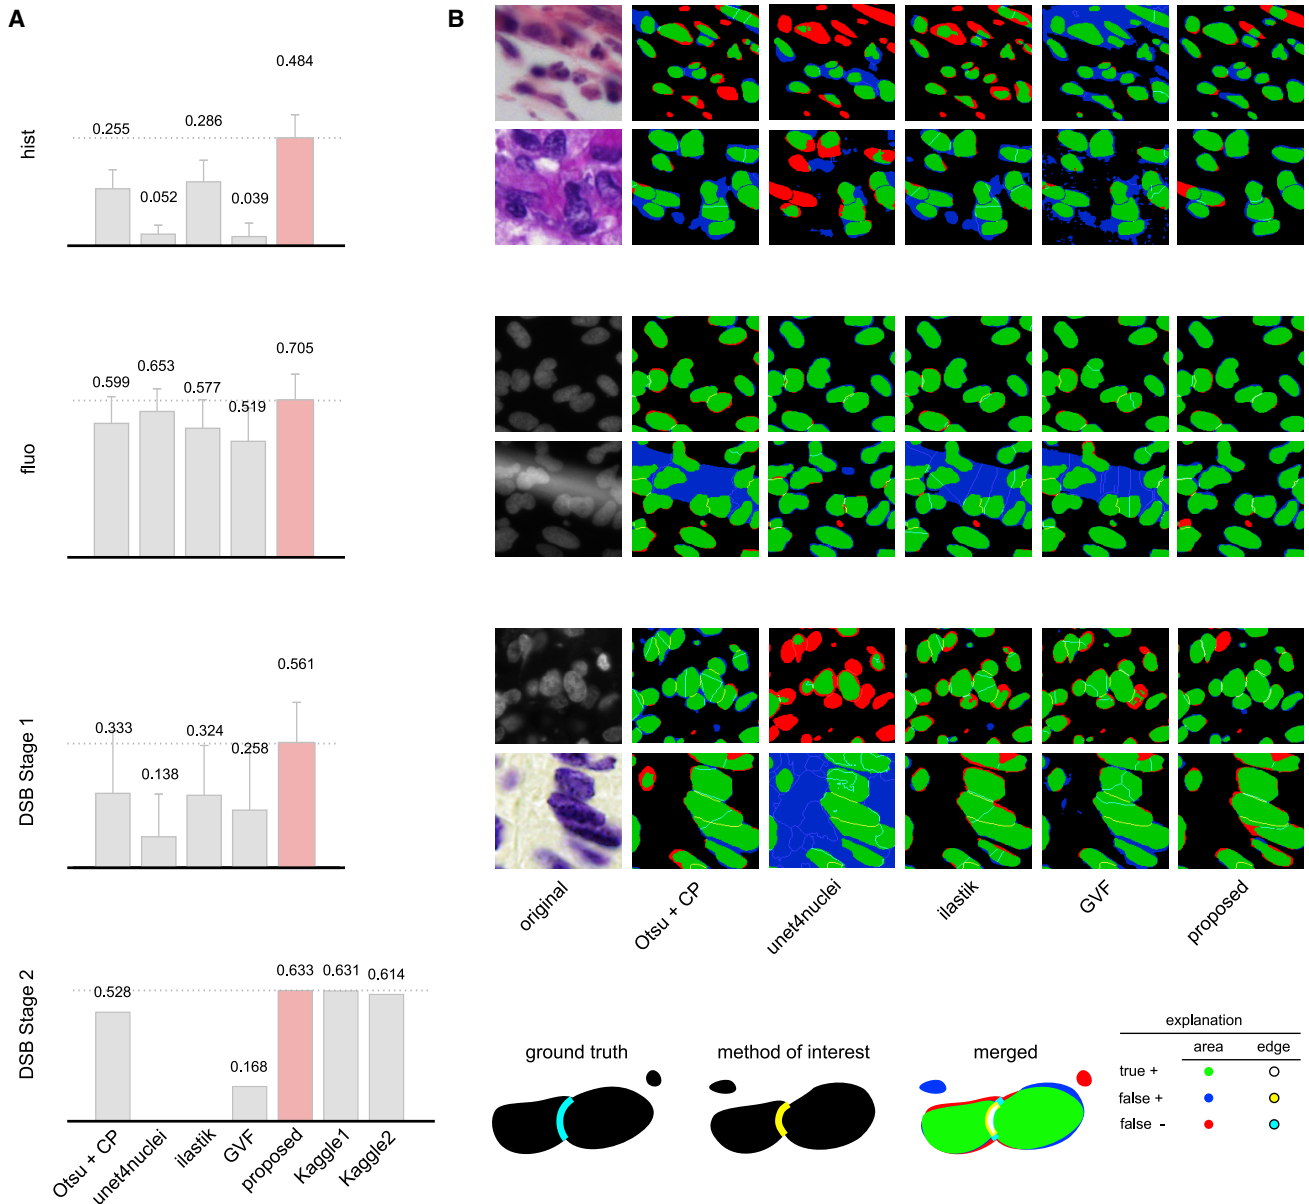 A
hist
0.255
0.052
0.286
0.039
0.484
fluo
0.599
0.653
0.577
0.519
0.705
DSB Stage 1
0.333
0.138
0.324
0.258
0.561
DSB Stage 2
0.528
0.168
0.633
0.631
0.614
Otsu + CP
unet4nuclei
ilastik
GVF
proposed
Kaggle1
Kaggle2
B
original
Otsu + CP
unet4nuclei
ilastik
GVF
proposed
ground truth
method of interest
merged
explanation
area edge
true +
false +
false -